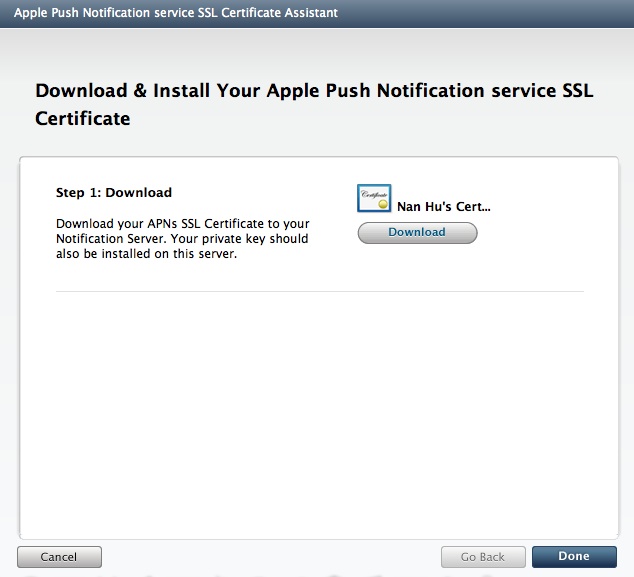 Apple Push Notification service SSL Certificate Assistant
Download & Install Your Apple Push Notification service SSL
Certificate
Step 1: Download
Download your APNs SSL Certificate to your
Notification Server. Your private key should
also be installed on this server.
Certificate
Nan Hu's Cert...
Download
Cancel
Go Back
Done